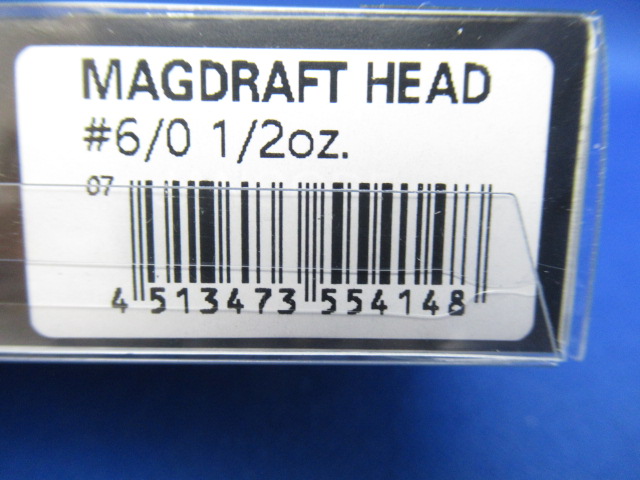 MAGDRAFT HEAD
#6/0 1/2oz.
07
4 513473 554148